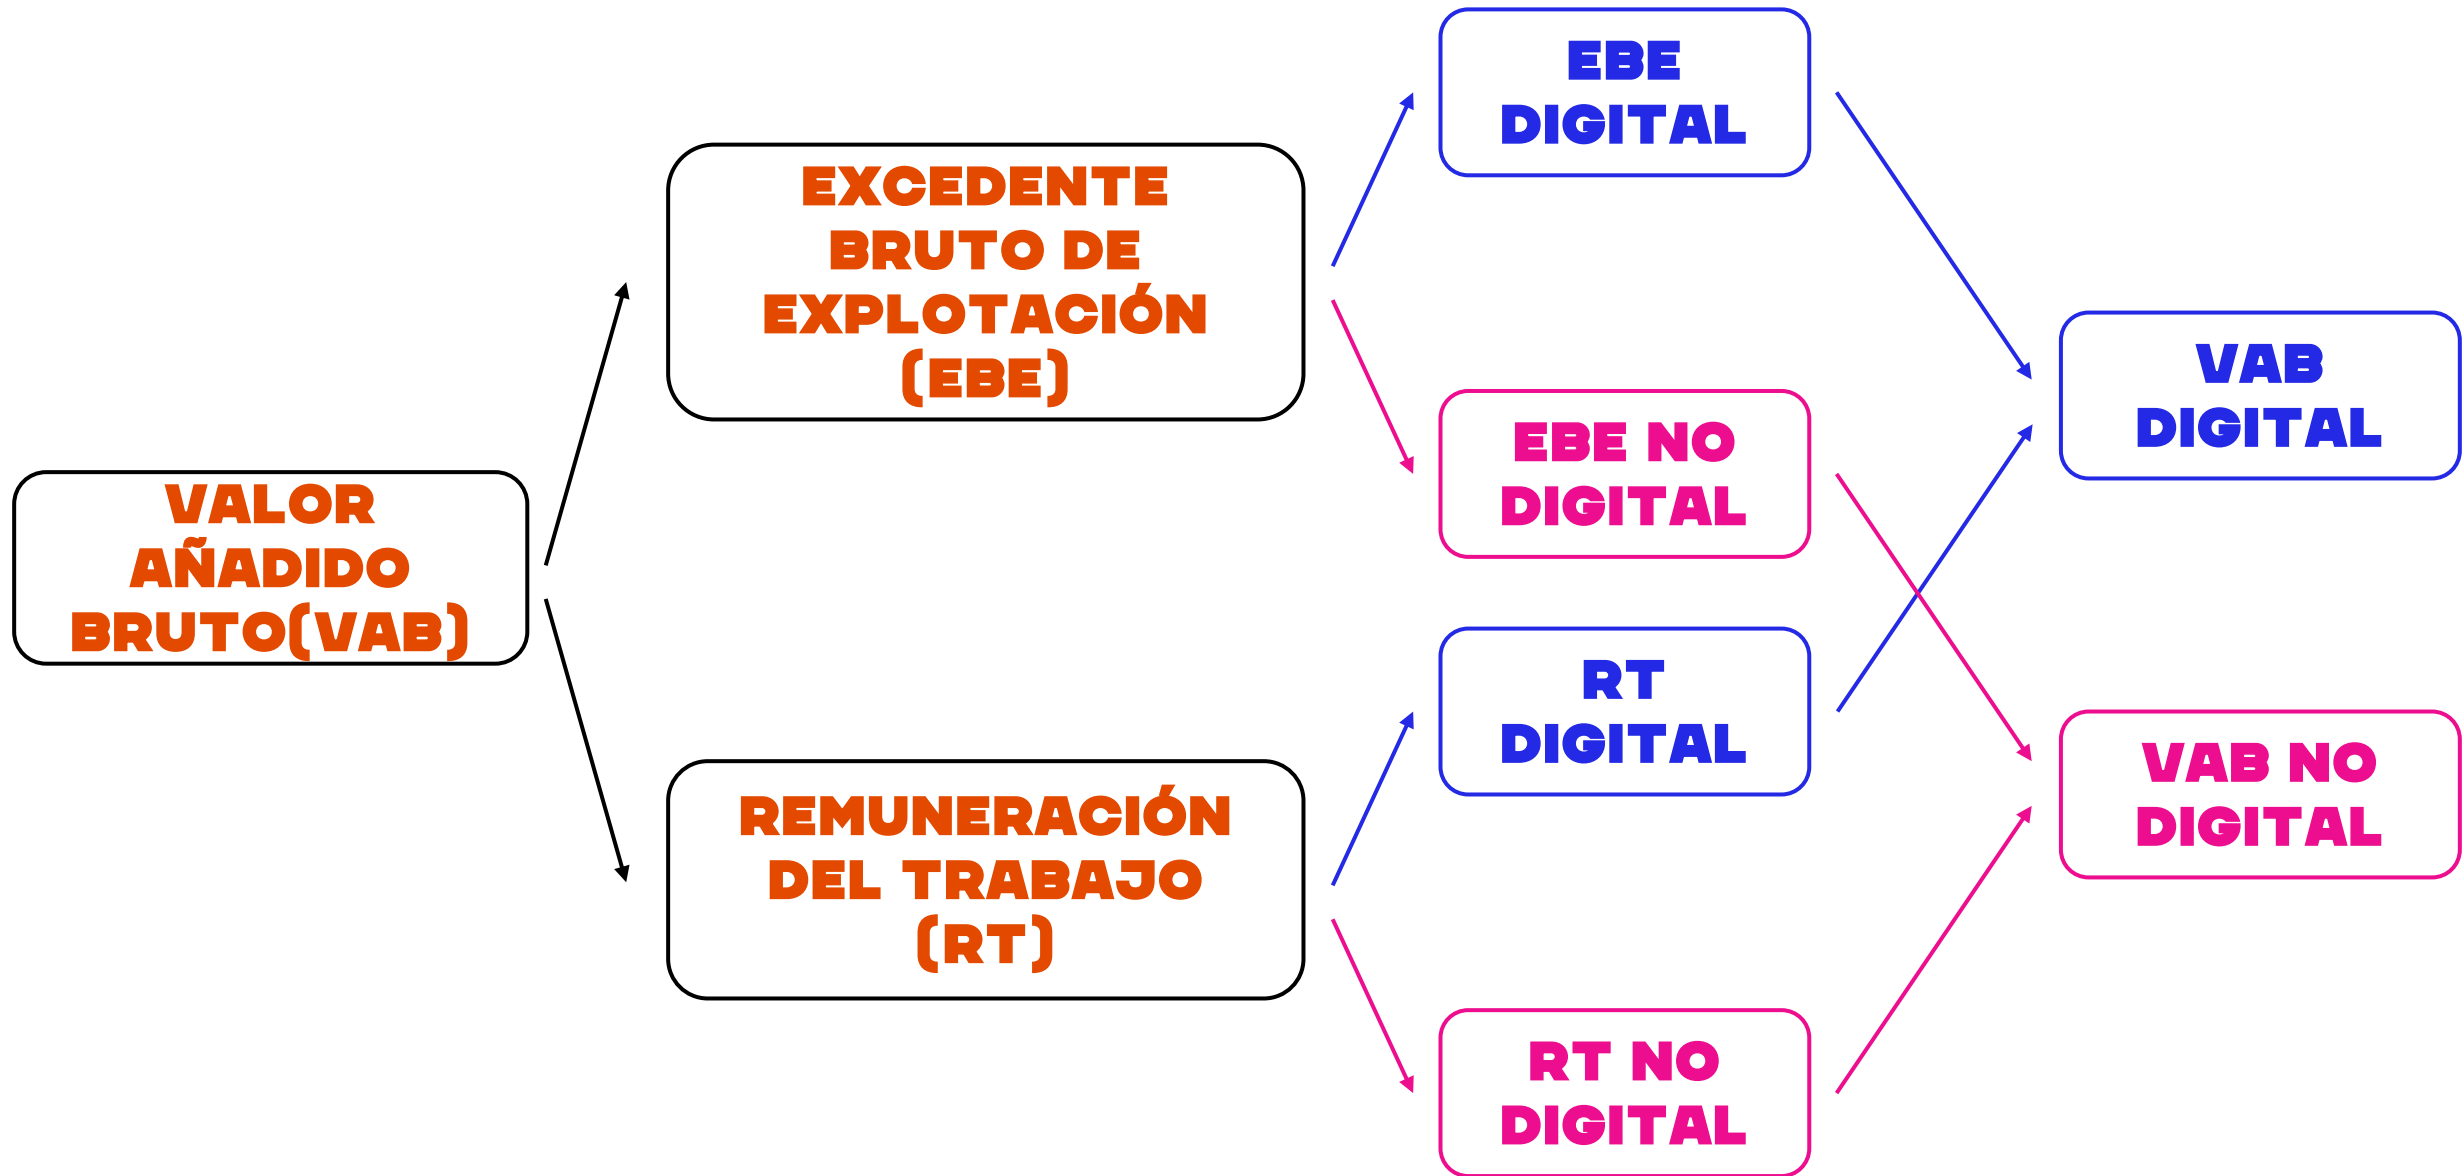 VALOR
AÑADIDO
BRUTO(VAB)
EXCEDENTE
BRUTO DE
EXPLOTACIÓN
(EBE)
REMUNERACIÓN
DEL TRABAJO
(RT)
EBE
DIGITAL
EBE NO
DIGITAL
RT
DIGITAL
RT NO
DIGITAL
VAB
DIGITAL
VAB NO
DIGITAL